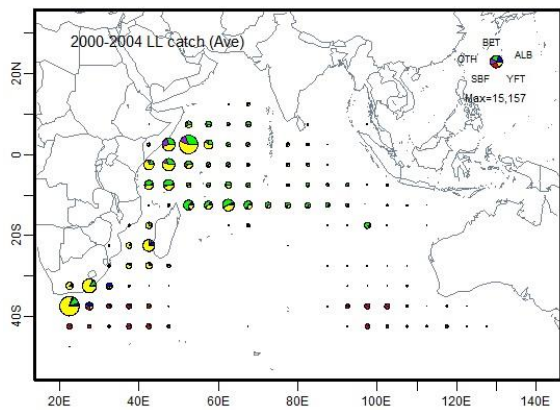 2000-2004 LL catch (Ave)
BET
OTH
ALB
SBF
YFT
Max=15,157
20N
0
20S
40S
20E
40E
60E
80E
100E
120E
140E